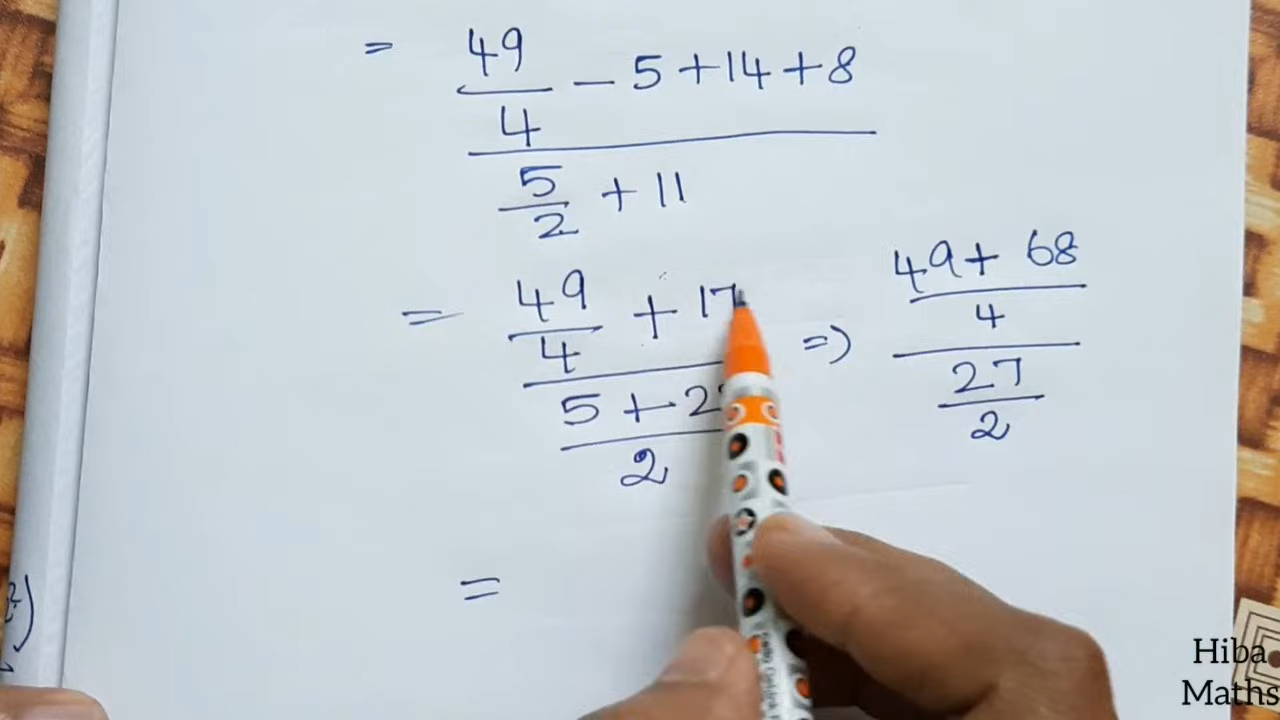 = 49/4 - 5 + 14 + 8
5/2 + 11
= 49/4 + 17 => 49 + 68
4
5 + 2 27
2 2
=
Hiba
Maths